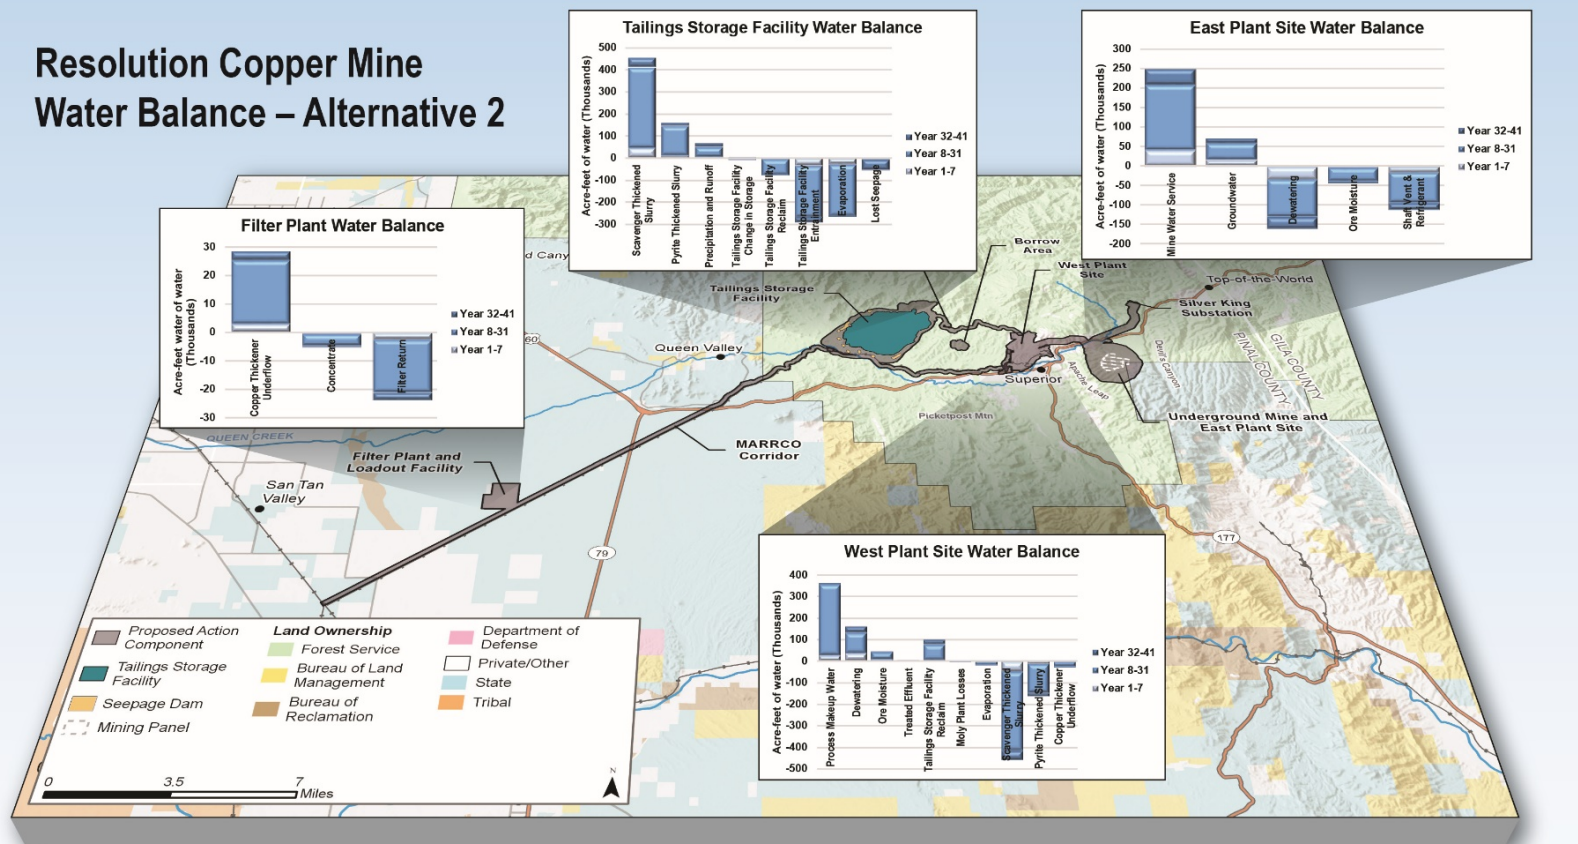 Resolution Copper Mine
Water Balance – Alternative 2
Tailings Storage Facility Water Balance
Acre-feet of water (Thousands)
500
400
300
200
100
0
-100
-200
-300
Scavenger Thickened
Slurry
Pyrite Thickened Slurry
Precipitation and Runoff
Tailings Storage Facility
Change in Storage
Tailings Storage Facility
Reclaim
Tailings Storage Facility
Entrainment
Evaporation
Lost Seepage
Year 32-41
Year 8-31
Year 1-7
East Plant Site Water Balance
Acre-feet of water (Thousands)
300
250
200
150
100
50
0
-50
-100
-150
-200
Mine Water Service
Groundwater
Dewatering
Ore Moisture
Shaft Vent &
Refrigerant
Year 32-41
Year 8-31
Year 1-7
Filter Plant Water Balance
Acre-feet water of water
(Thousands)
30
20
10
0
-10
-20
-30
Copper Thickener
Underflow
Concentrate
Filter Return
Year 32-41
Year 8-31
Year 1-7
d Cany
60
Borrow
Area
West Plant
Site
Top-of-the-World
Tailings Storage
Facility
Silver King
Substation
Queen Valley
Superior
Apache Leap
Devil's Canyon
PINAL COUNTY
GILA COUNTY
Picketpost Mtn
Underground Mine and
East Plant Site
QUEEN CREEK
MARRCO
Corridor
Filter Plant and
Loadout Facility
San Tan
Valley
79
177
West Plant Site Water Balance
Acre-feet of water (Thousands)
400
300
200
100
0
-100
-200
-300
-400
-500
Process Makeup Water
Dewatering
Ore Moisture
Treated Effluent
Tailings Storage Facility
Reclaim
Moly Plant Losses
Evaporation
Scavenger Thickened
Slurry
Pyrite Thickened Slurry
Copper Thickener
Underflow
Year 32-41
Year 8-31
Year 1-7
Proposed Action
Component
Tailings Storage
Facility
Seepage Dam
Mining Panel
Land Ownership
Forest Service
Bureau of Land
Management
Bureau of
Reclamation
Department of
Defense
Private/Other
State
Tribal
0
3.5
7
Miles
N